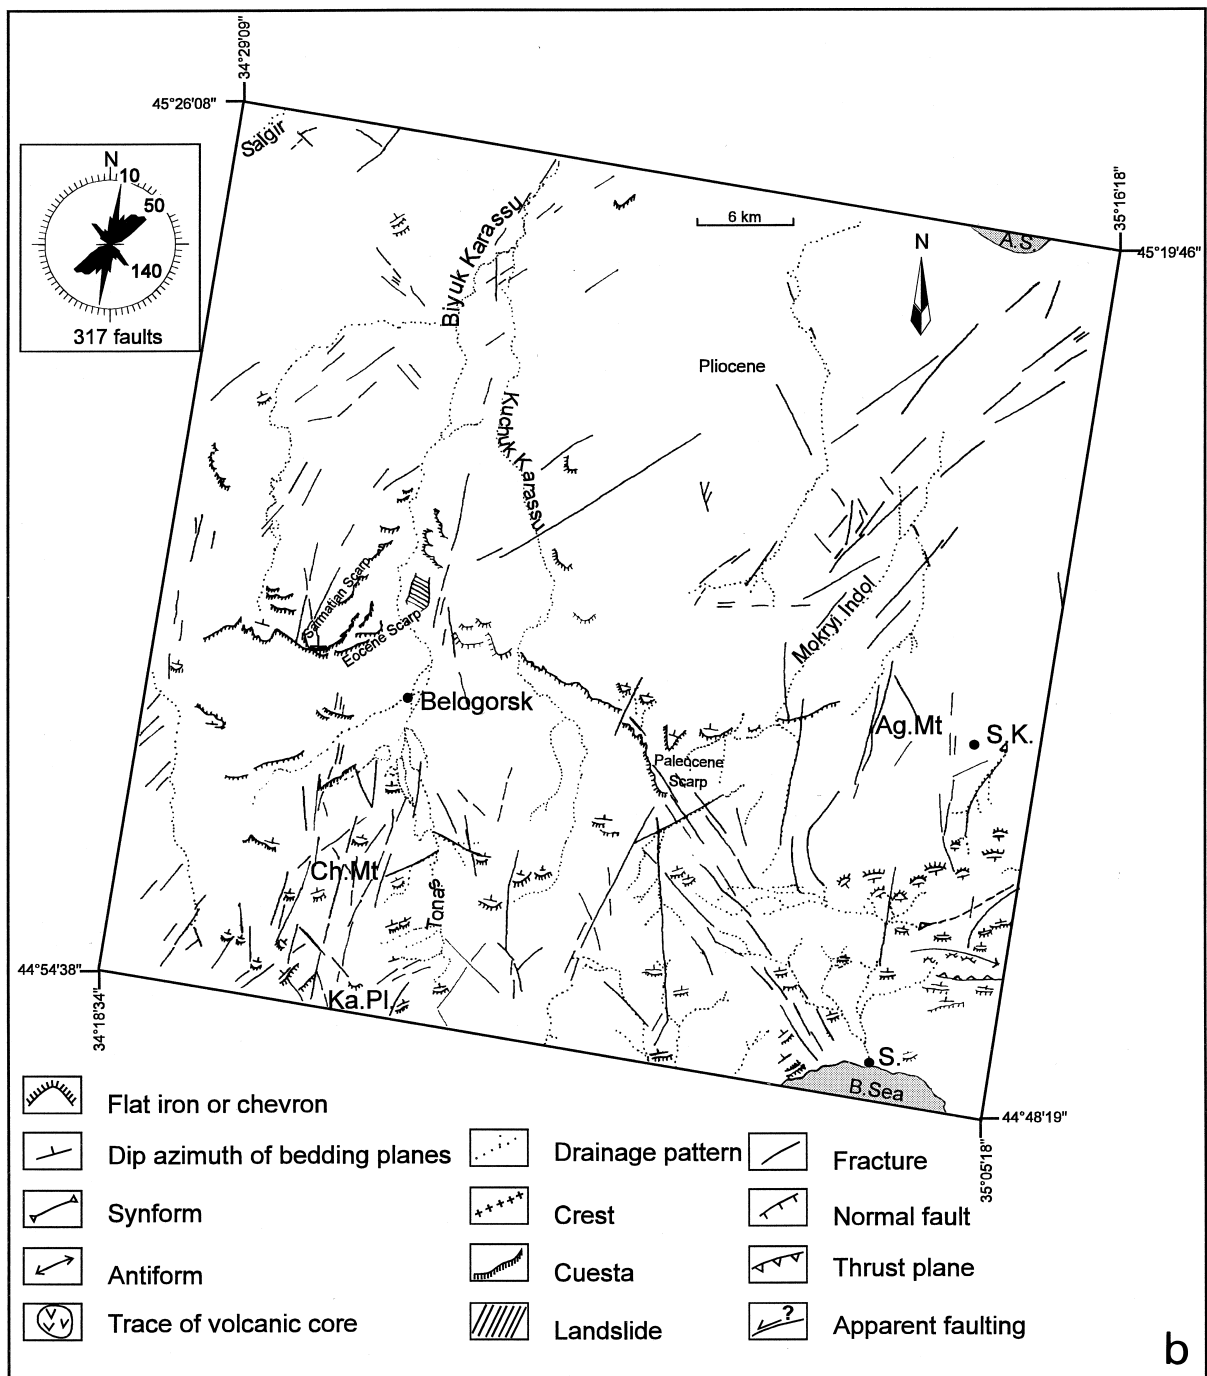 34°29'09"
45°26'08"
Salgir
N
10
50
140
317 faults
Biyuk Karassu
6 km
N
A.S.
35°16'18"
45°19'46"
Pliocene
Kuchuk Karassu
Sarmatian Scarp
Eocene Scarp
Mokryi Indol
Belogorsk
Ag.Mt
S.K.
Paleocene
Scarp
Ch.Mt
Tonas
44°54'38"
34°18'34"
Ka.Pl.
S.
B.Sea
44°48'19"
35°05'18"
Flat iron or chevron
Dip azimuth of bedding planes
Synform
Antiform
Trace of volcanic core
Drainage pattern
Crest
Cuesta
Landslide
Fracture
Normal fault
Thrust plane
?
Apparent faulting
b